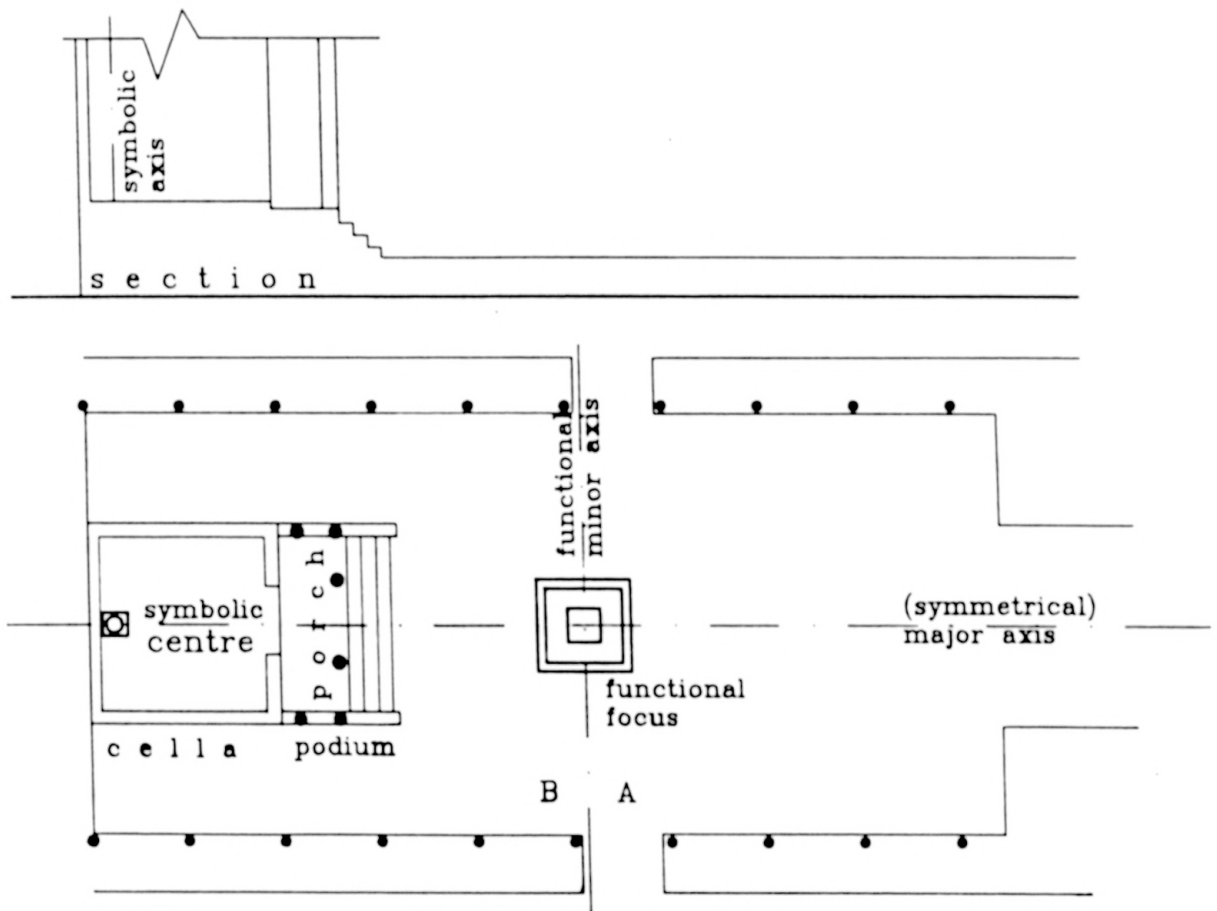 symbolic
axis
section
functional
minor axis
porch
symbolic
centre
(symmetrical)
major axis
functional
focus
cella
podium
B A